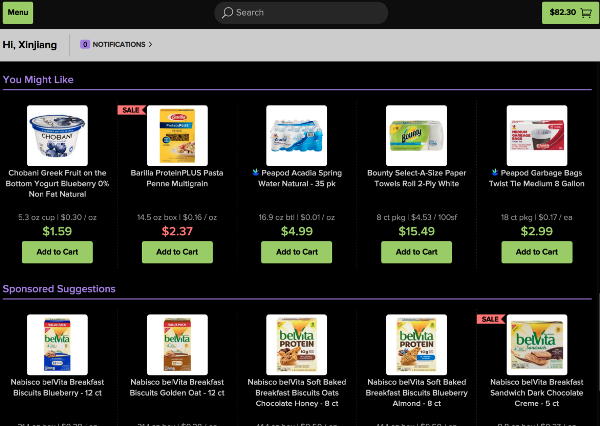 Menu
Search
$82.30
Hi, Xinjiang
0 NOTIFICATIONS >
You Might Like
SALE
CHOBANI
Barilla
ProteinPLUS
Bounty
Chobani Greek Fruit on the
Bottom Yogurt Blueberry 0%
Non Fat Natural
Barilla ProteinPLUS Pasta
Penne Multigrain
Peapod Acadia Spring
Water Natural - 35 pk
Bounty Select-A-Size Paper
Towels Roll 2-Ply White
Peapod Garbage Bags
Twist Tie Medium 8 Gallon
5.3 oz cup | $0.30 / oz
14.5 oz box | $0.16 / oz
16.9 oz btl | $0.01 / oz
8 ct pkg | $4.53 / 100sf
18 ct pkg | $0.17 / ea
$1.59
$2.37
$4.99
$15.49
$2.99
Add to Cart
Add to Cart
Add to Cart
Add to Cart
Add to Cart
Sponsored Suggestions
SALE
belVita
belVita
belVita
PROTEIN
belVita
PROTEIN
belVita
Nabisco belVita Breakfast
Biscuits Blueberry - 12 ct
Nabisco belVita Breakfast
Biscuits Golden Oat - 12 ct
Nabisco belVita Soft Baked
Breakfast Biscuits Oats
Chocolate Honey - 8 ct
Nabisco belVita Soft Baked
Breakfast Biscuits Blueberry
Almond - 8 ct
Nabisco belVita Breakfast
Sandwich Dark Chocolate
Creme - 5 ct